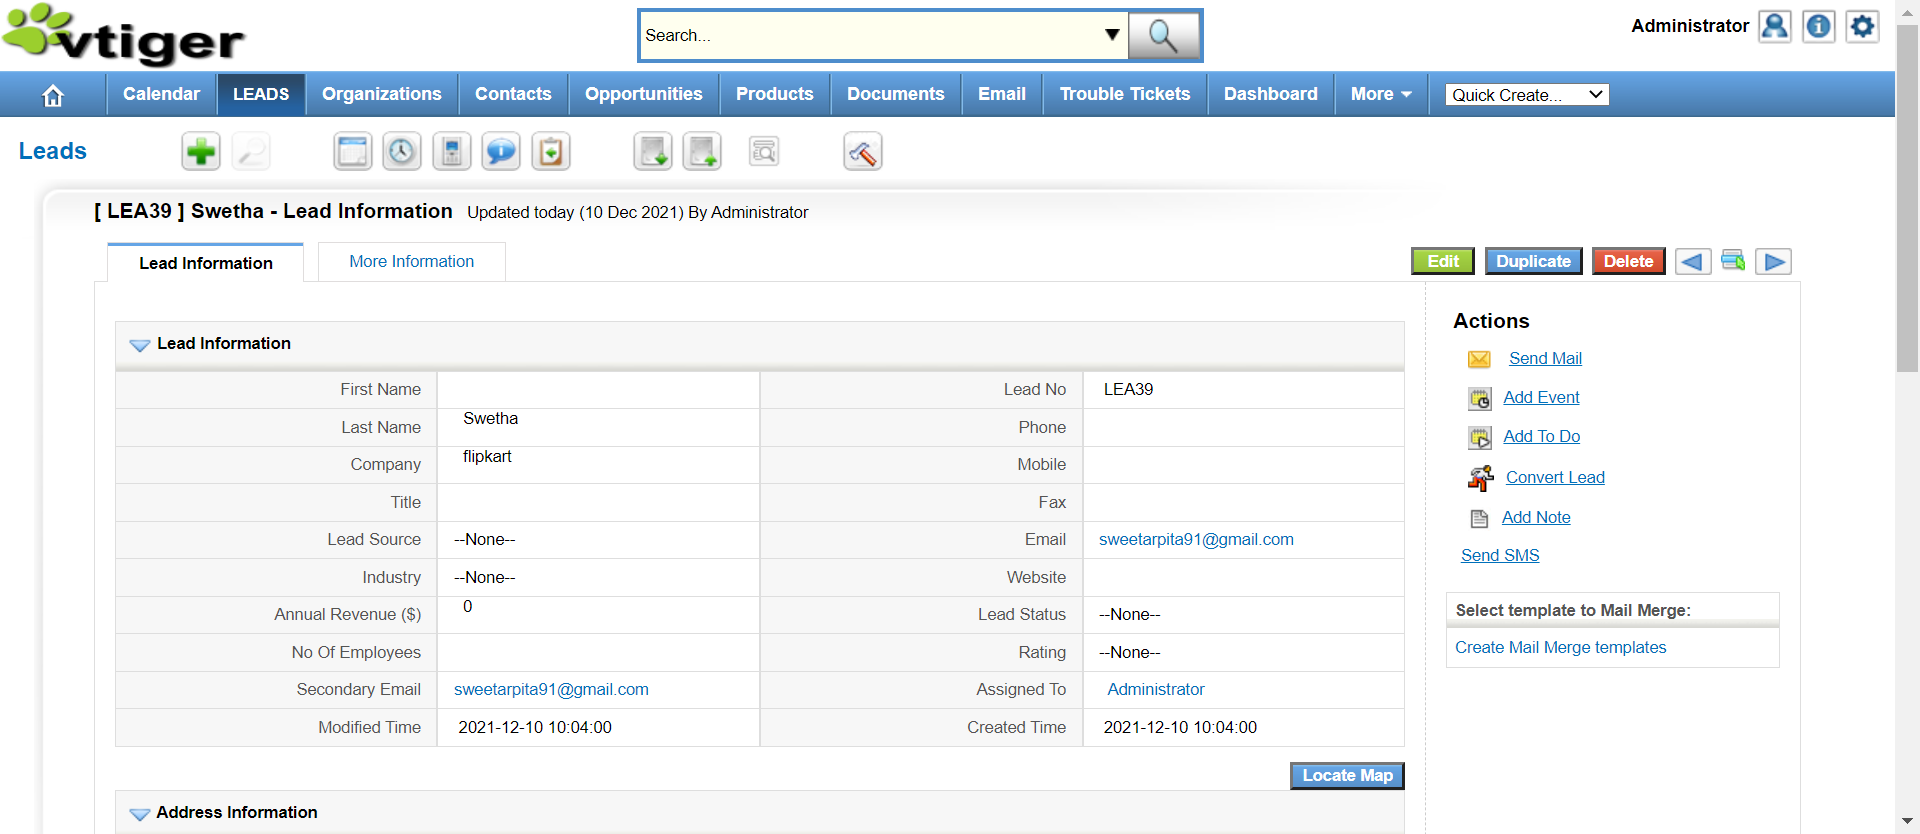 vtiger
Search...
Administrator
Calendar LEADS Organizations Contacts Opportunities Products Documents Email Trouble Tickets Dashboard More Quick Create...
Leads
[ LEA39 ] Swetha - Lead Information Updated today (10 Dec 2021) By Administrator
Lead Information More Information Edit Duplicate Delete
Lead Information
First Name Lead No LEA39
Last Name Swetha Phone
Company flipkart Mobile
Title Fax
Lead Source --None-- Email sweetarpita91@gmail.com
Industry --None-- Website
Annual Revenue ($) 0 Lead Status --None--
No Of Employees Rating --None--
Secondary Email sweetarpita91@gmail.com Assigned To Administrator
Modified Time 2021-12-10 10:04:00 Created Time 2021-12-10 10:04:00
Locate Map
Address Information
Actions
Send Mail
Add Event
Add To Do
Convert Lead
Add Note
Send SMS
Select template to Mail Merge:
Create Mail Merge templates